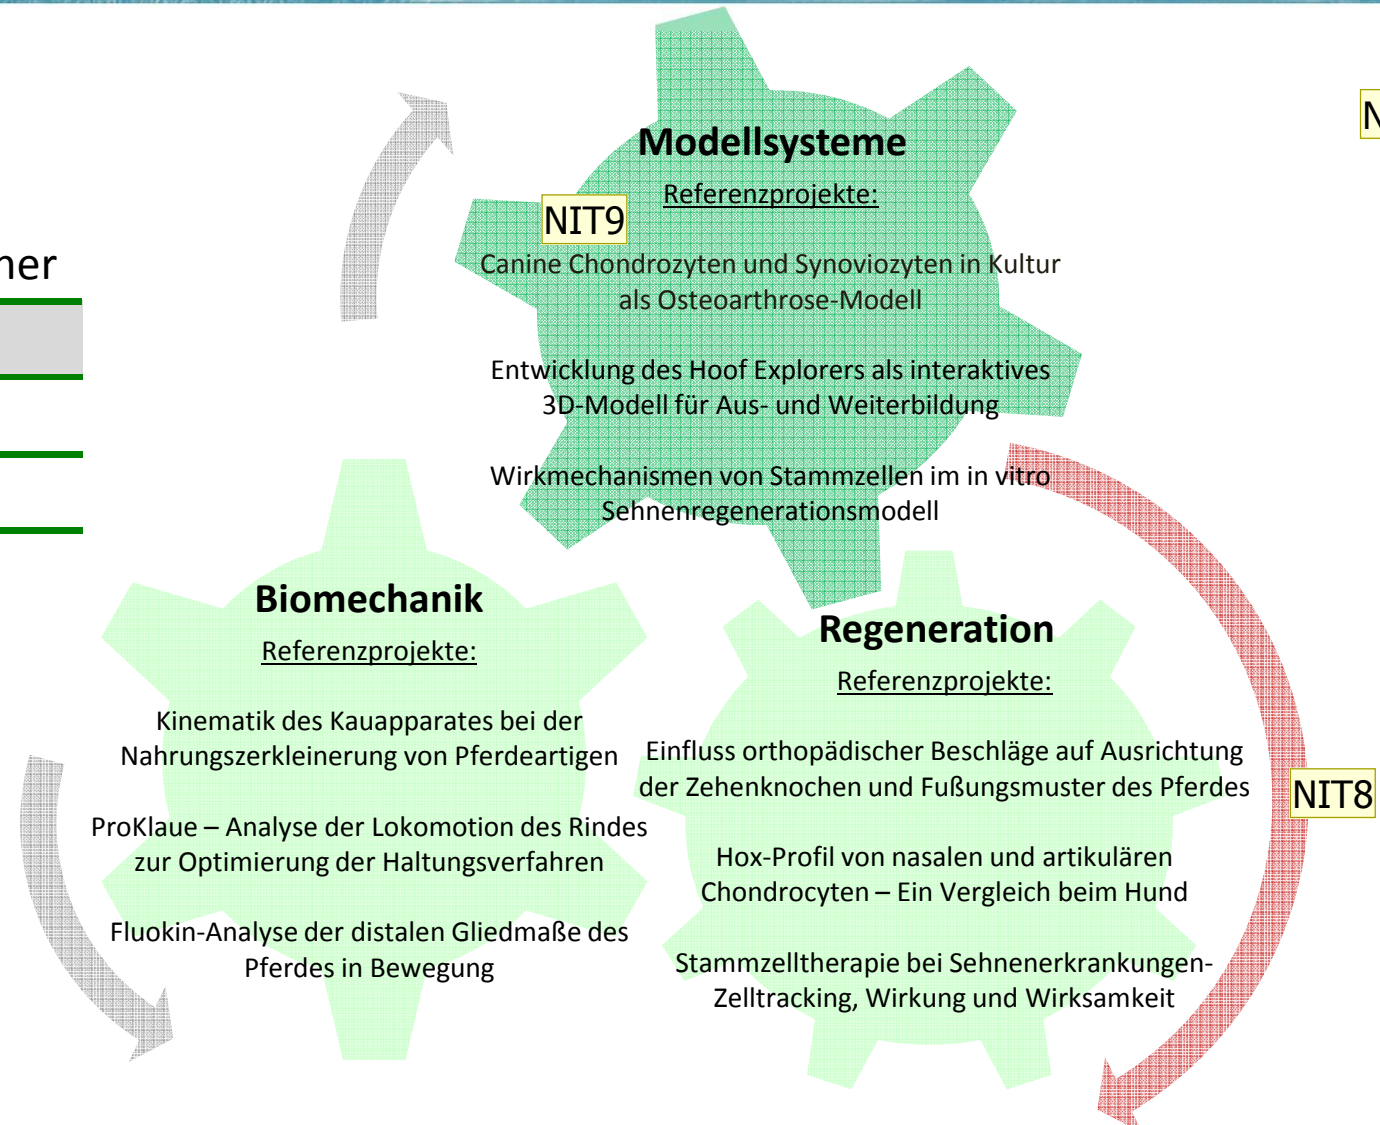 Modellsysteme
Referenzprojekte:
NIT9
Canine Chondrozyten und Synoviozyten in Kultur
als Osteoarthrose-Modell
Entwicklung des Hoof Explorers als interaktives
3D-Modell für Aus- und Weiterbildung
Wirkmechanismen von Stammzellen im in vitro
Sehnenregenerationsmodell
Biomechanik
Referenzprojekte:
Kinematik des Kauapparates bei der
Nahrungszerkleinerung von Pferdeartigen
ProKlaue – Analyse der Lokomotion des Rindes
zur Optimierung der Haltungsverfahren
Fluokin-Analyse der distalen Gliedmaße des
Pferdes in Bewegung
Regeneration
Referenzprojekte:
Einfluss orthopädischer Beschläge auf Ausrichtung
der Zehenknochen und Fußungsmuster des Pferdes
Hox-Profil von nasalen und artikulären
Chondrocyten – Ein Vergleich beim Hund
Stammzelltherapie bei Sehnenerkrankungen-
Zelltracking, Wirkung und Wirksamkeit
NIT8